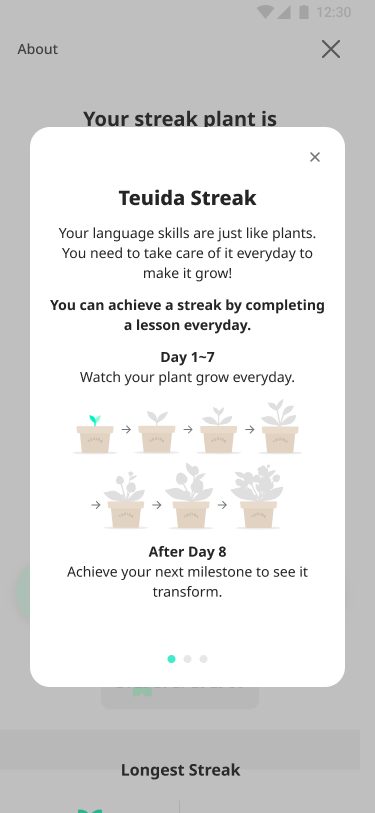 12:30
About
Your streak plant is
Teuida Streak
Your language skills are just like plants.
You need to take care of it everyday to
make it grow!
You can achieve a streak by completing
a lesson everyday.
Day 1~7
Watch your plant grow everyday.
After Day 8
Achieve your next milestone to see it
transform.
Longest Streak